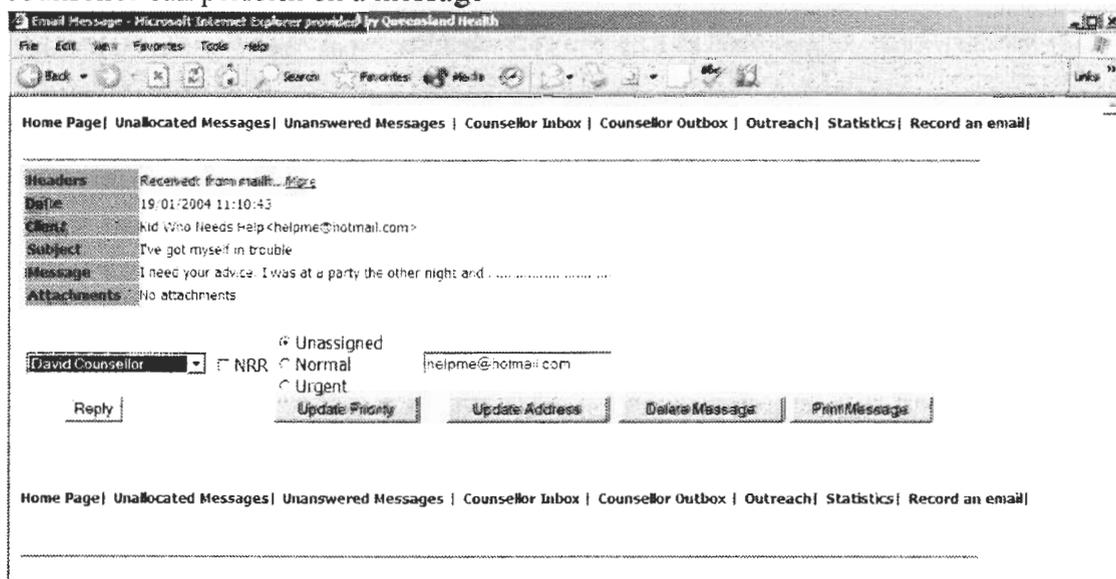 Email Message - Microsoft Internet Explorer provided by Queensland Health
File Edit View Favorites Tools Help
Back Search Favorites Media Links »
Home Page| Unallocated Messages| Unanswered Messages | Counsellor Inbox | Counsellor Outbox | Outreach| Statistics| Record an email|
Headers Received: from mailh...More
Date 19/01/2004 11:10:43
Client Kid Who Needs Help <helpme@hotmail.com>
Subject I've got myself in trouble
Message I need your advice. I was at a party the other night and .........................
Attachments No attachments
Unassigned
David Counsellor NRR Normal helpme@hotmail.com
Urgent
Reply Update Priority Update Address Delete Message Print Message
Home Page| Unallocated Messages| Unanswered Messages | Counsellor Inbox | Counsellor Outbox | Outreach| Statistics| Record an email|